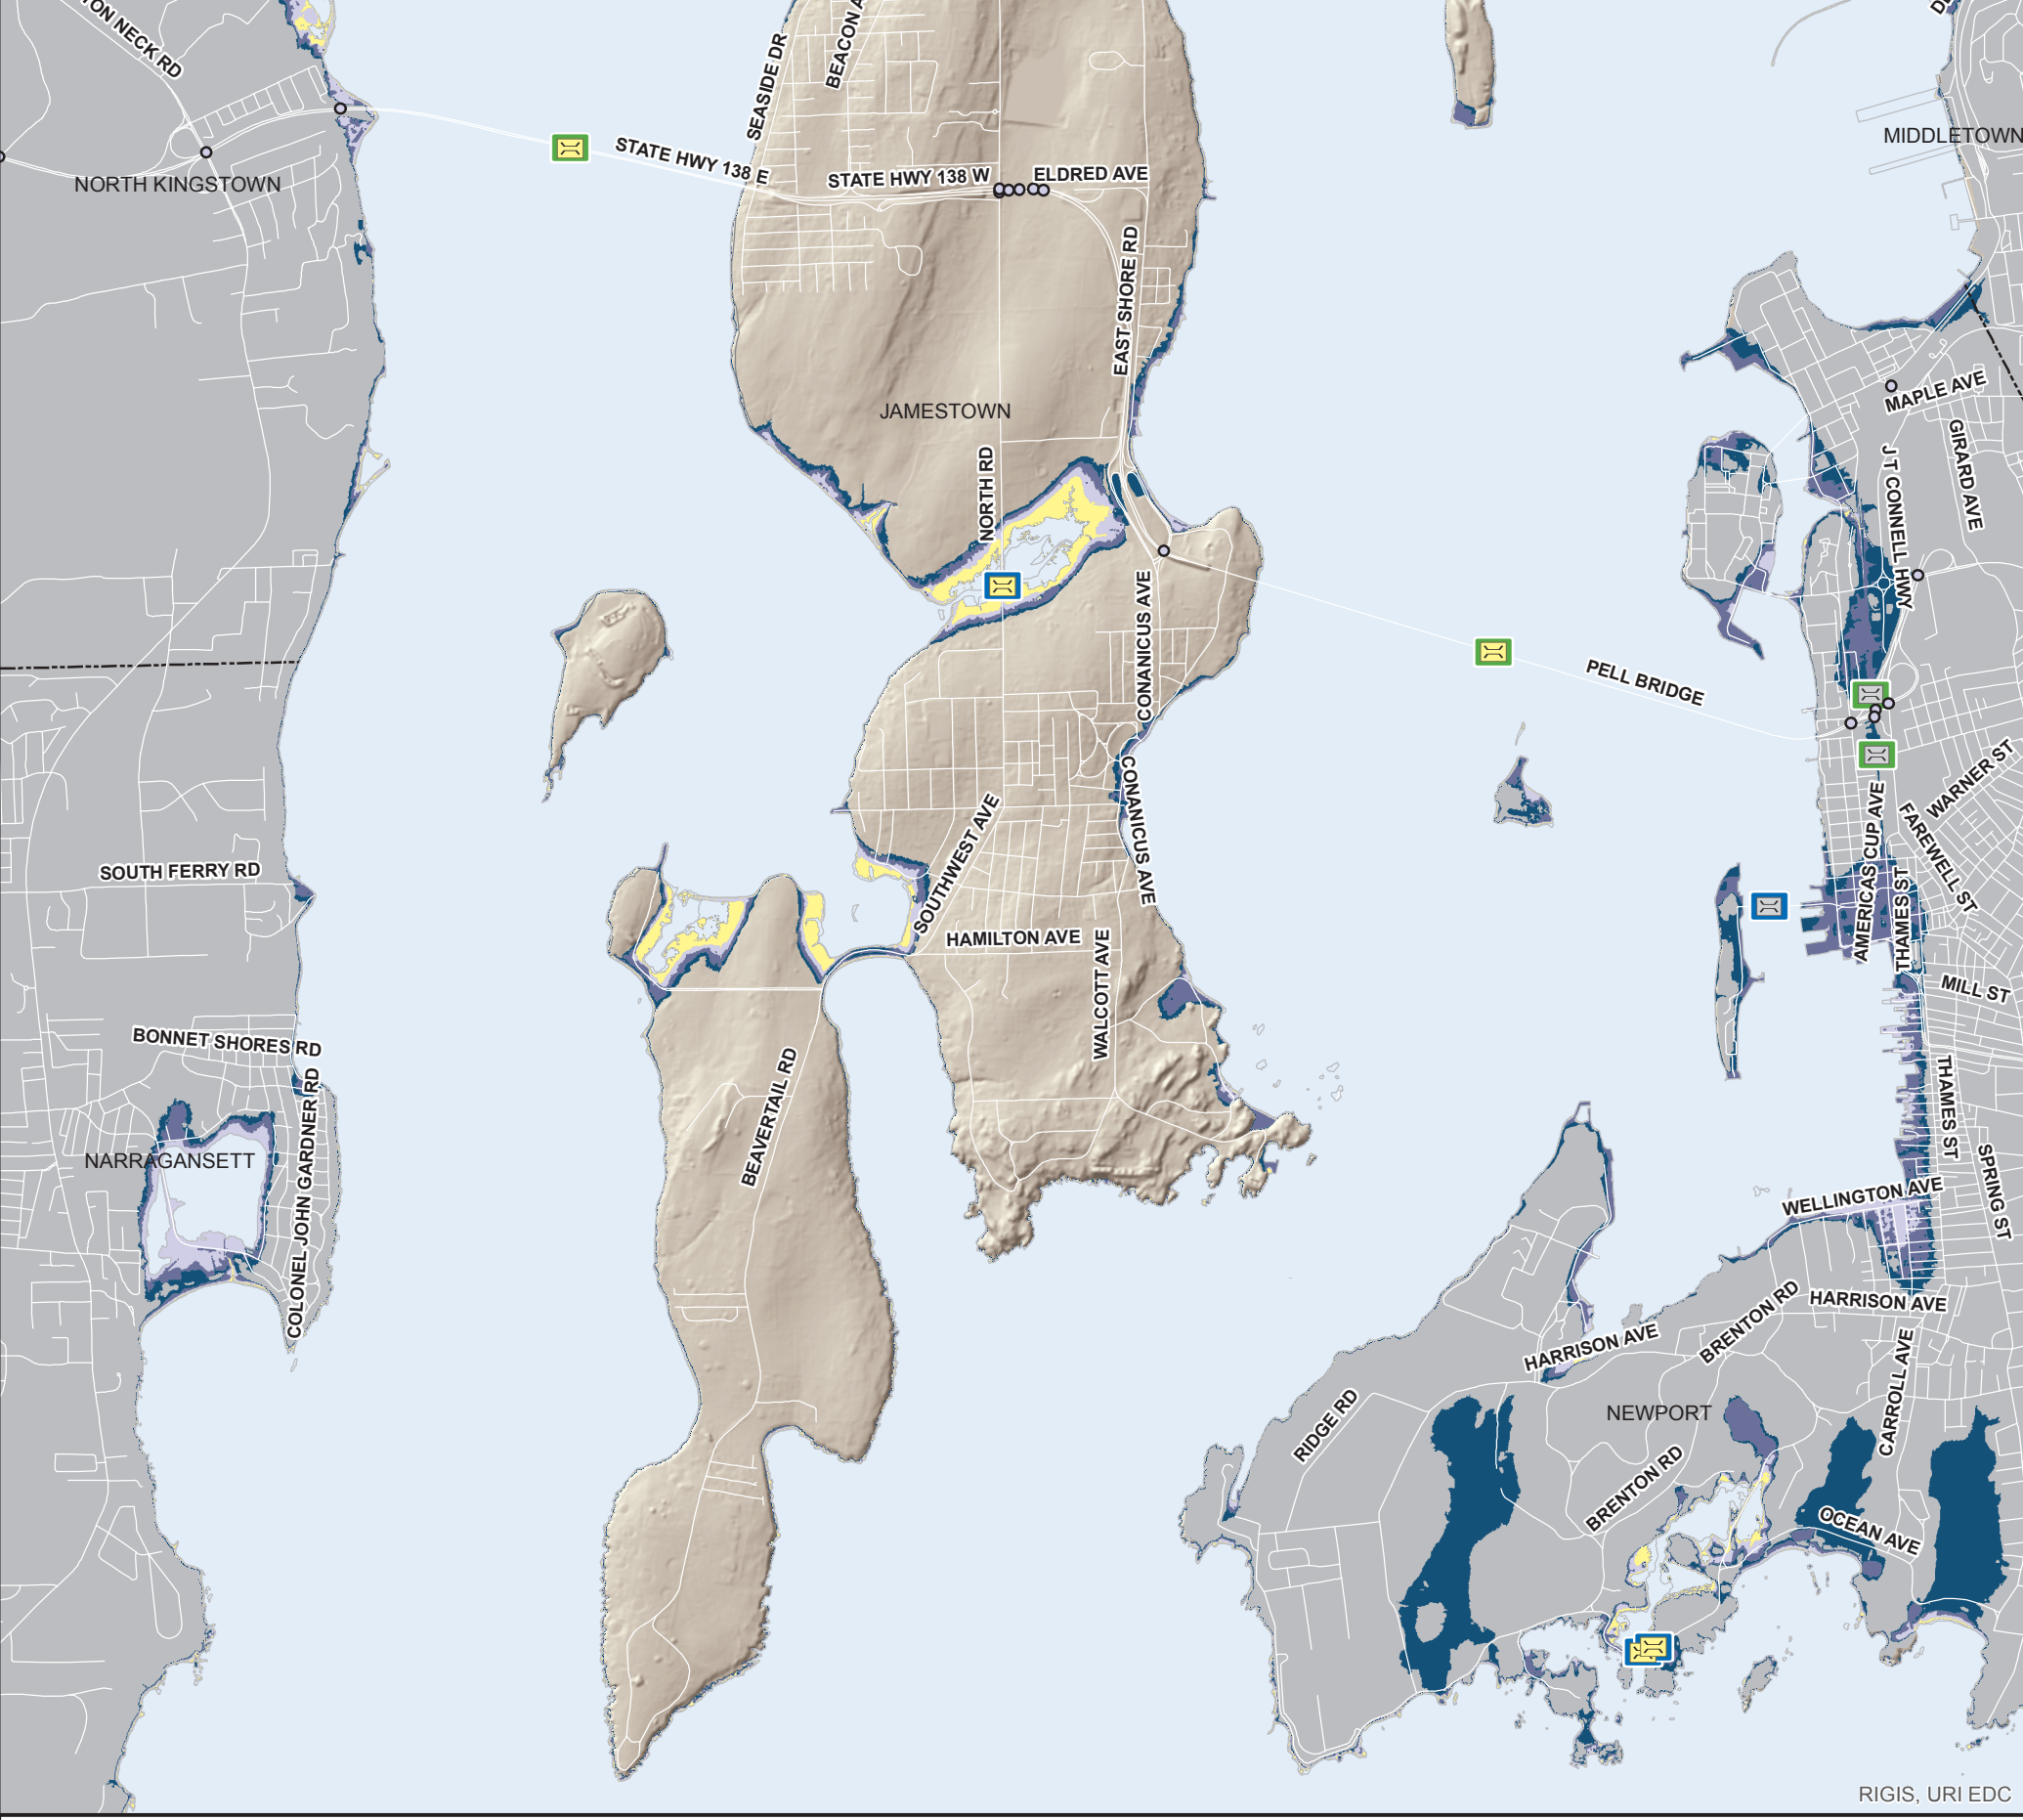 TON NECK RD
SEASIDE DR
BEACON A
MIDDLETOWN
NORTH KINGSTOWN
STATE HWY 138 E
STATE HWY 138 W
ELDRED AVE
EAST SHORE RD
JAMESTOWN
MAPLE AVE
GIRARD AVE
J T CONNELL HWY
NORTH RD
CONANICUS AVE
PELL BRIDGE
WARNER ST
FAREWELL ST
AMERICAS CUP AVE
THAMES ST
CONANICUS AVE
SOUTHWEST AVE
SOUTH FERRY RD
HAMILTON AVE
WALCOTT AVE
MILL ST
BONNET SHORES RD
COLONEL JOHN GARDNER RD
BEAVERTAIL RD
THAMES ST
SPRING ST
NARRAGANSETT
WELLINGTON AVE
HARRISON AVE
BRENTON RD
HARRISON AVE
CARROLL AVE
RIDGE RD
NEWPORT
BRENTON RD
OCEAN AVE
RIGIS, URI EDC